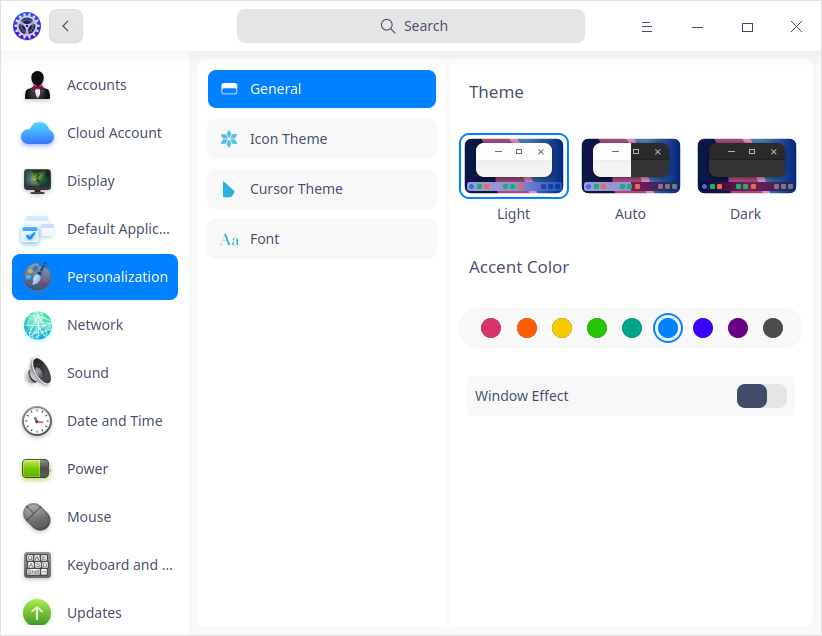 Search
Accounts
Cloud Account
Display
Default Applic...
Personalization
Network
Sound
Date and Time
Power
Mouse
Keyboard and ...
Updates
General
Icon Theme
Cursor Theme
Aa Font
Theme
Light Auto Dark
Accent Color
Window Effect